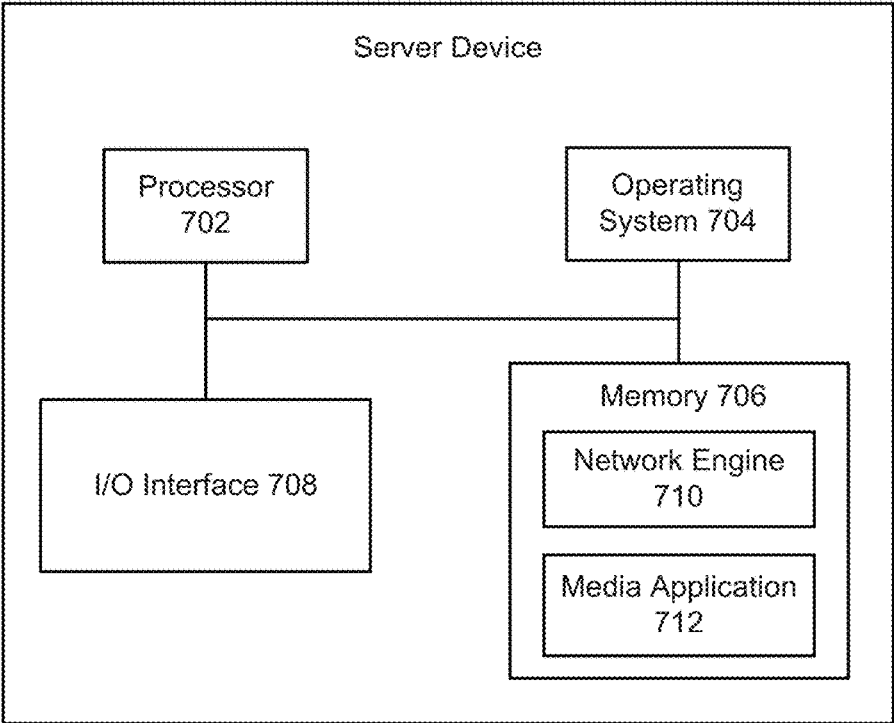 Server Device
Processor
702
Operating
System 704
I/O Interface 708
Memory 706
Network Engine
710
Media Application
712